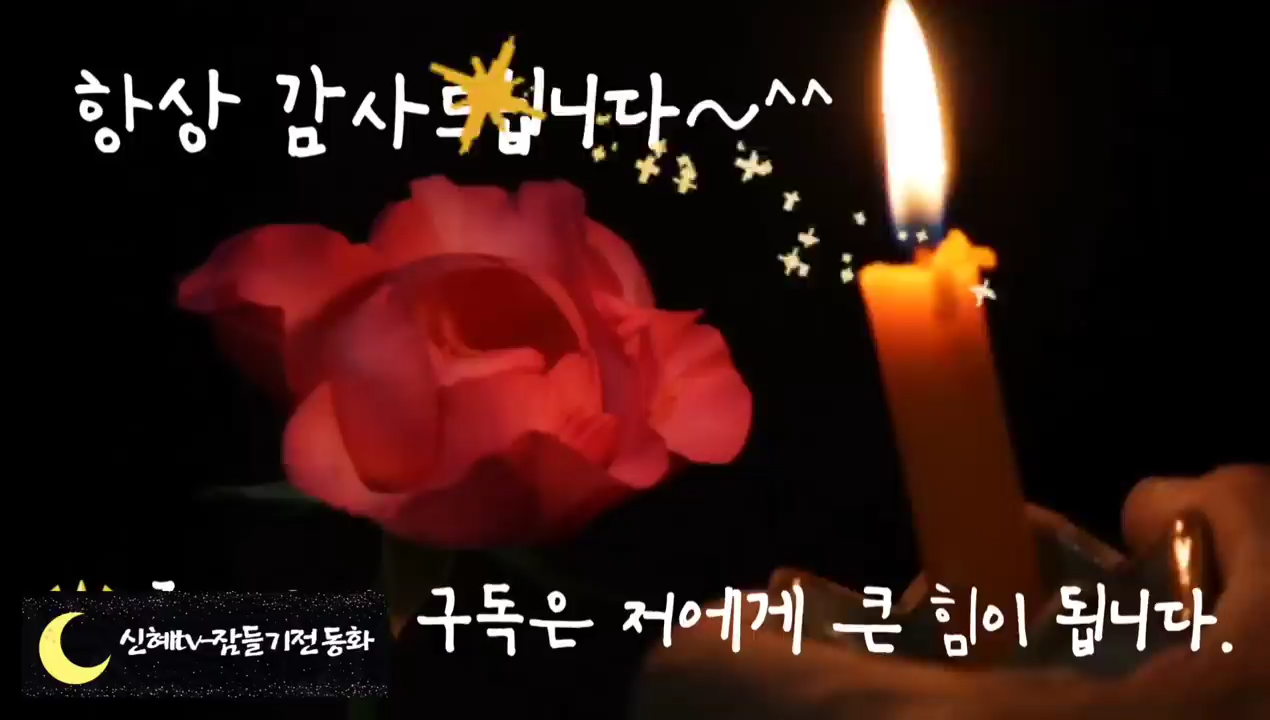 항상 감사드립니다~^^
구독은 저에게 큰 힘이 됩니다.
신혜tv-잠들기전 동화